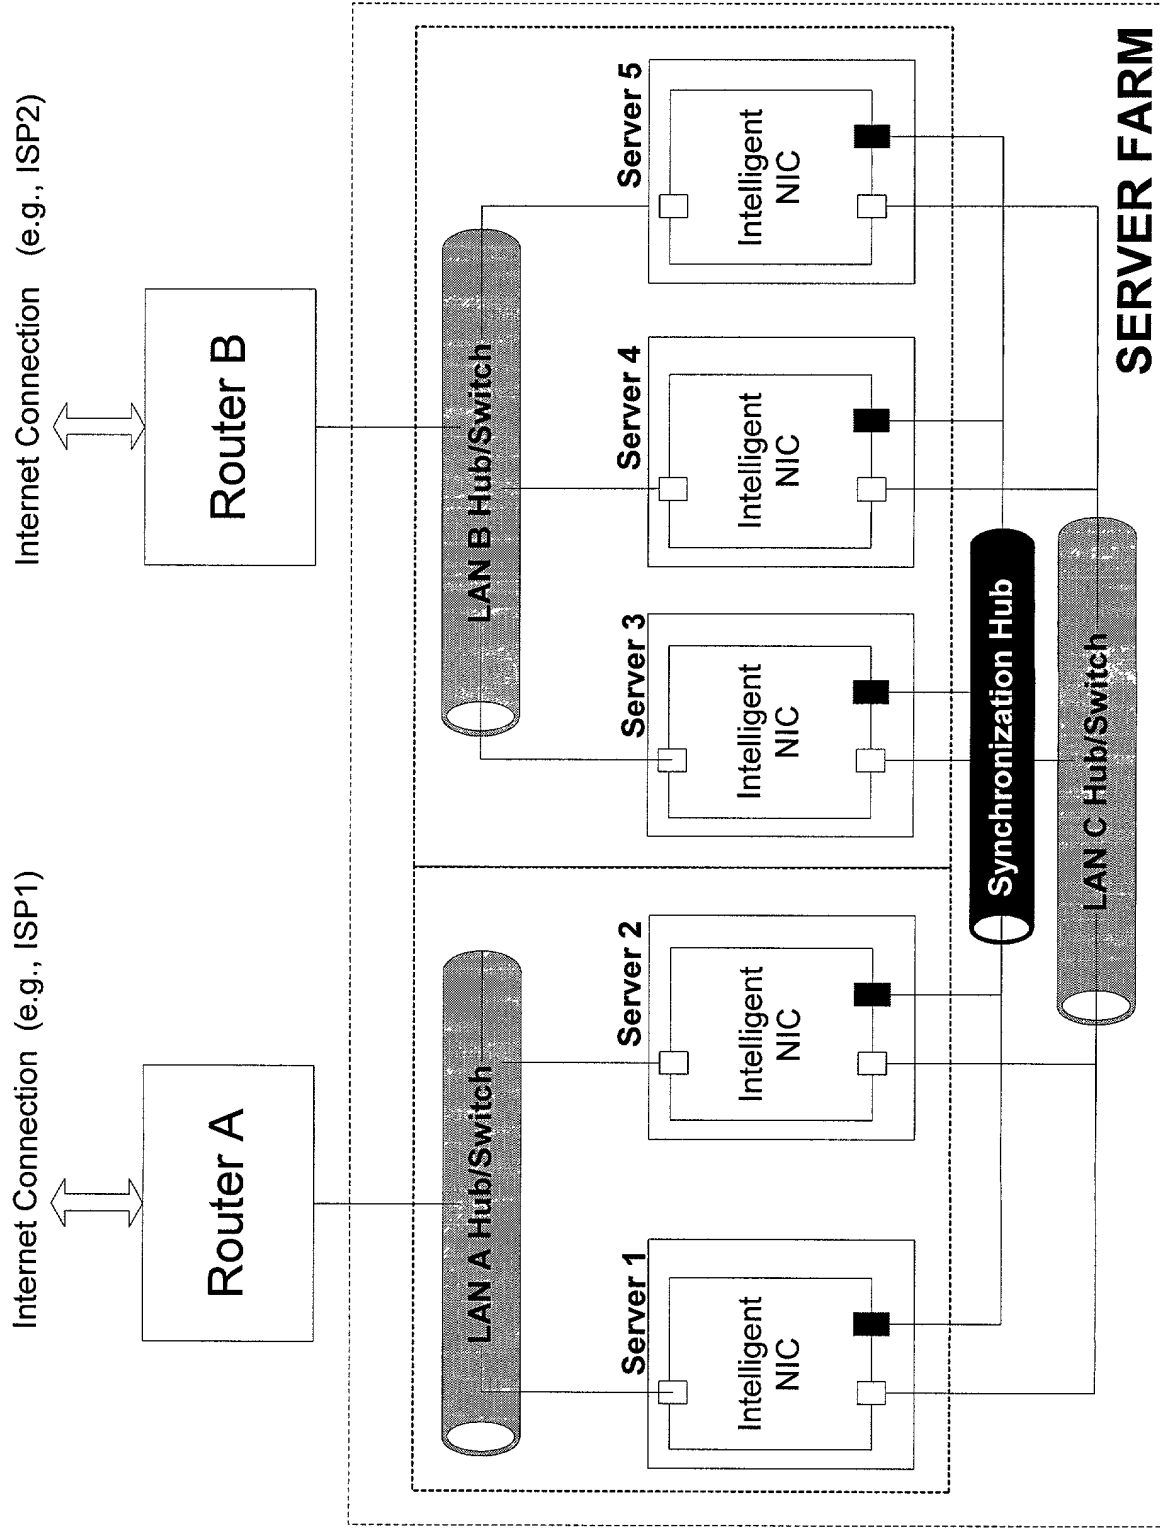 Internet Connection (e.g., ISP1)
Internet Connection (e.g., ISP2)
Router A
Router B
LAN A Hub/Switch
LAN B Hub/Switch
Server 1
Server 2
Server 3
Server 4
Server 5
Intelligent
NIC
Intelligent
NIC
Intelligent
NIC
Intelligent
NIC
Intelligent
NIC
Synchronization Hub
LAN C Hub/Switch
SERVER FARM